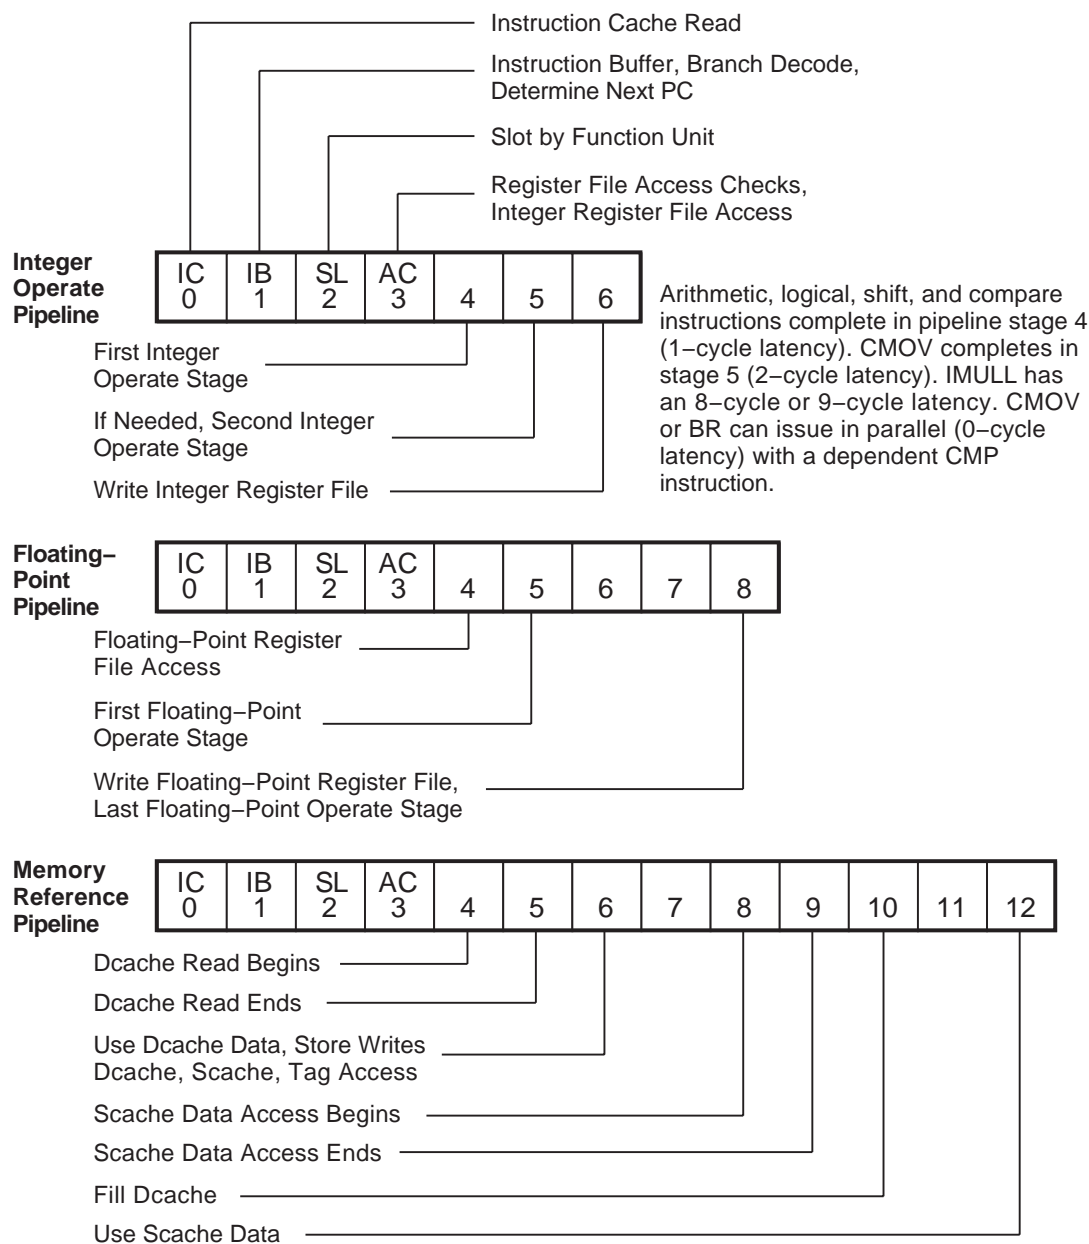 Instruction Cache Read
Instruction Buffer, Branch Decode,
Determine Next PC
Slot by Function Unit
Register File Access Checks,
Integer Register File Access
Integer
Operate
Pipeline
IC IB SL AC
0 1 2 3 4 5 6
Arithmetic, logical, shift, and compare
instructions complete in pipeline stage 4
(1−cycle latency). CMOV completes in
stage 5 (2−cycle latency). IMULL has
an 8−cycle or 9−cycle latency. CMOV
or BR can issue in parallel (0−cycle
latency) with a dependent CMP
instruction.
First Integer
Operate Stage
If Needed, Second Integer
Operate Stage
Write Integer Register File
Floating−
Point
Pipeline
IC IB SL AC
0 1 2 3 4 5 6 7 8
Floating−Point Register
File Access
First Floating−Point
Operate Stage
Write Floating−Point Register File,
Last Floating−Point Operate Stage
Memory
Reference
Pipeline
IC IB SL AC
0 1 2 3 4 5 6 7 8 9 10 11 12
Dcache Read Begins
Dcache Read Ends
Use Dcache Data, Store Writes
Dcache, Scache, Tag Access
Scache Data Access Begins
Scache Data Access Ends
Fill Dcache
Use Scache Data